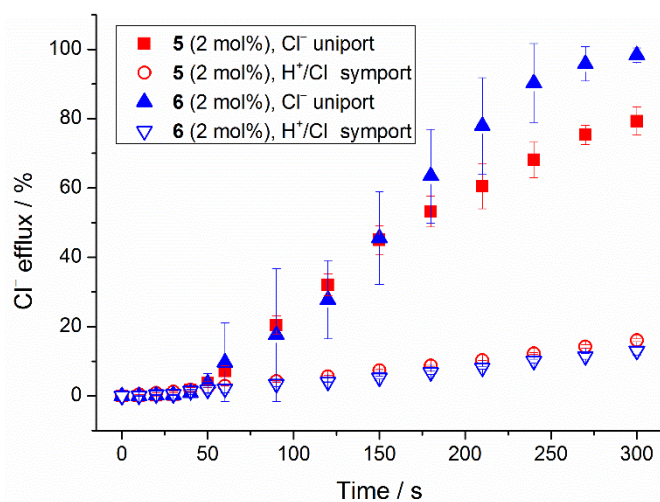 5 (2 mol%), Cl⁻ uniport
5 (2 mol%), H⁺/Cl symport
6 (2 mol%), Cl⁻ uniport
6 (2 mol%), H⁺/Cl symport
100
80
60
40
20
0
Cl⁻ efflux / %
0 50 100 150 200 250 300
Time / s